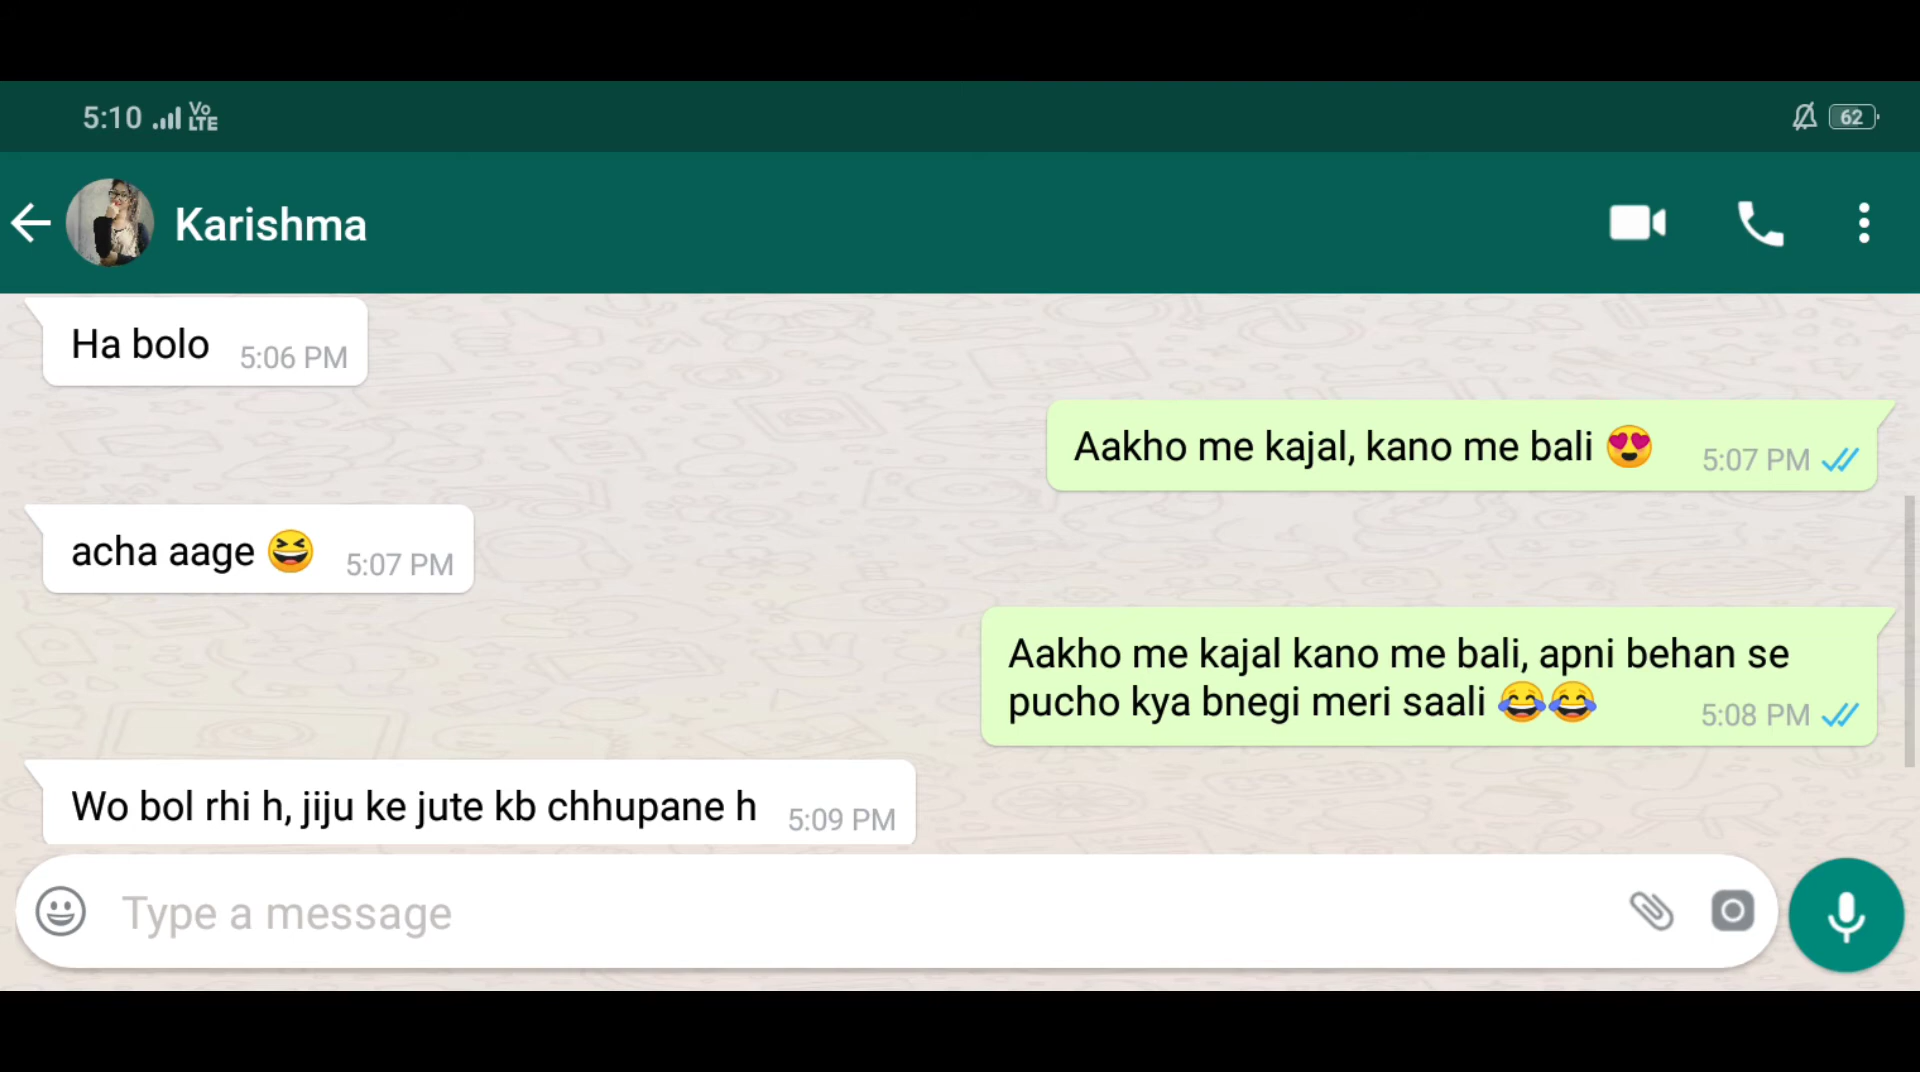 5:10 Vo LTE 62
Karishma
Ha bolo 5:06 PM
Aakho me kajal, kano me bali 😍 5:07 PM
acha aage 😆 5:07 PM
Aakho me kajal kano me bali, apni behan se
pucho kya bnegi meri saali 😂😂 5:08 PM
Wo bol rhi h, jiju ke jute kb chhupane h 5:09 PM
Type a message